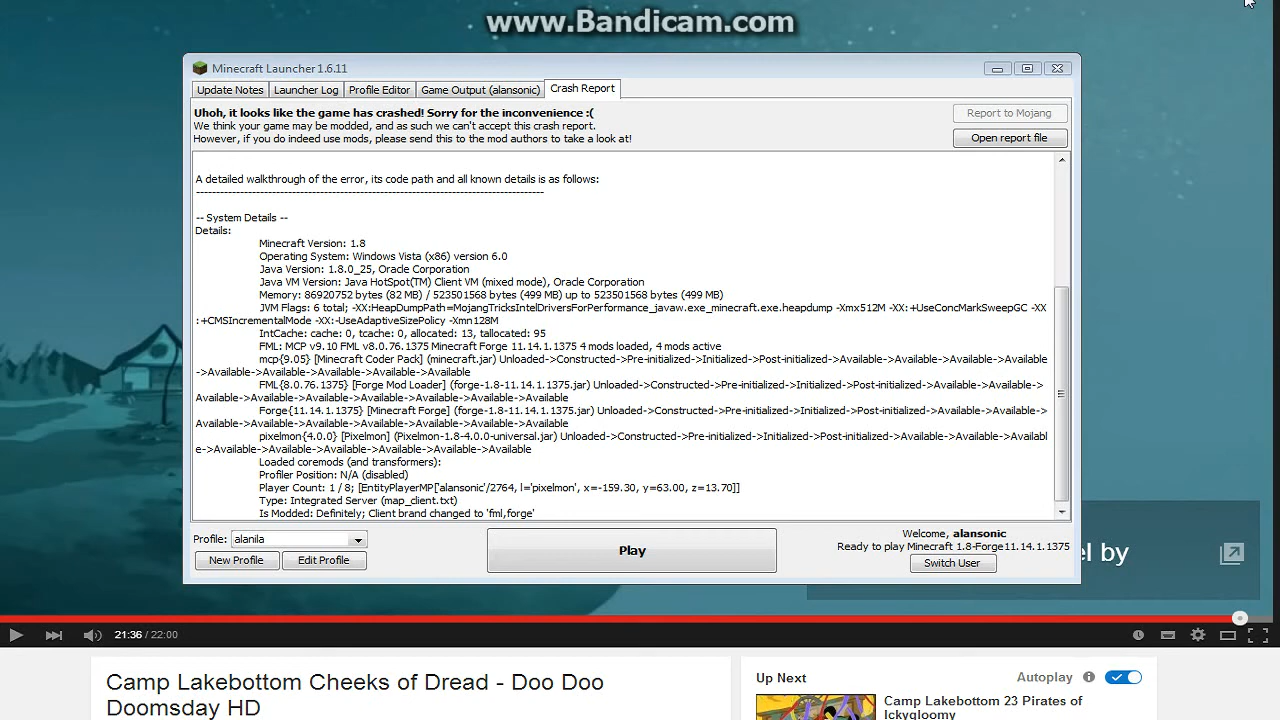 www.Bandicam.com
Minecraft Launcher 1.6.11
Update Notes Launcher Log Profile Editor Game Output (alansonic) Crash Report
Uhoh, it looks like the game has crashed! Sorry for the inconvenience :(
We think your game may be modded, and as such we can't accept this crash report.
However, if you do indeed use mods, please send this to the mod authors to take a look at!
Report to Mojang
Open report file
A detailed walkthrough of the error, its code path and all known details is as follows:
---------------------------------------------------------------------------------------
-- System Details --
Details:
Minecraft Version: 1.8
Operating System: Windows Vista (x86) version 6.0
Java Version: 1.8.0_25, Oracle Corporation
Java VM Version: Java HotSpot(TM) Client VM (mixed mode), Oracle Corporation
Memory: 86920752 bytes (82 MB) / 523501568 bytes (499 MB) up to 523501568 bytes (499 MB)
JVM Flags: 6 total; -XX:HeapDumpPath=MojangTricksIntelDriversForPerformance_javaw.exe_minecraft.exe.heapdump -Xmx512M -XX:+UseConcMarkSweepGC -XX
:+CMSIncrementalMode -XX:-UseAdaptiveSizePolicy -Xmn128M
IntCache: cache: 0, tcache: 0, allocated: 13, tallocated: 95
FML: MCP v9.10 FML v8.0.76.1375 Minecraft Forge 11.14.1.1375 4 mods loaded, 4 mods active
mcp{9.05} [Minecraft Coder Pack] (minecraft.jar) Unloaded->Constructed->Pre-initialized->Initialized->Post-initialized->Available->Available->Available->Available
->Available->Available->Available->Available->Available
FML{8.0.76.1375} [Forge Mod Loader] (forge-1.8-11.14.1.1375.jar) Unloaded->Constructed->Pre-initialized->Initialized->Post-initialized->Available->Available->
Available->Available->Available->Available->Available->Available->Available
Forge{11.14.1.1375} [Minecraft Forge] (forge-1.8-11.14.1.1375.jar) Unloaded->Constructed->Pre-initialized->Initialized->Post-initialized->Available->Available->
Available->Available->Available->Available->Available->Available->Available
pixelmon{4.0.0} [Pixelmon] (Pixelmon-1.8-4.0.0-universal.jar) Unloaded->Constructed->Pre-initialized->Initialized->Post-initialized->Available->Available->Availabl
e->Available->Available->Available->Available->Available->Available
Loaded coremods (and transformers):
Profiler Position: N/A (disabled)
Player Count: 1 / 8; [EntityPlayerMP['alansonic'/2764, l='pixelmon', x=-159.30, y=63.00, z=13.70]]
Type: Integrated Server (map_client.txt)
Is Modded: Definitely; Client brand changed to 'fml,forge'
Profile: alanila
New Profile Edit Profile
Play
Welcome, alansonic
Ready to play Minecraft 1.8-Forge11.14.1.1375
Switch User
el by
21:36 / 22:00
Camp Lakebottom Cheeks of Dread - Doo Doo
Doomsday HD
Up Next
Autoplay
Camp Lakebottom 23 Pirates of
Ickygloomy